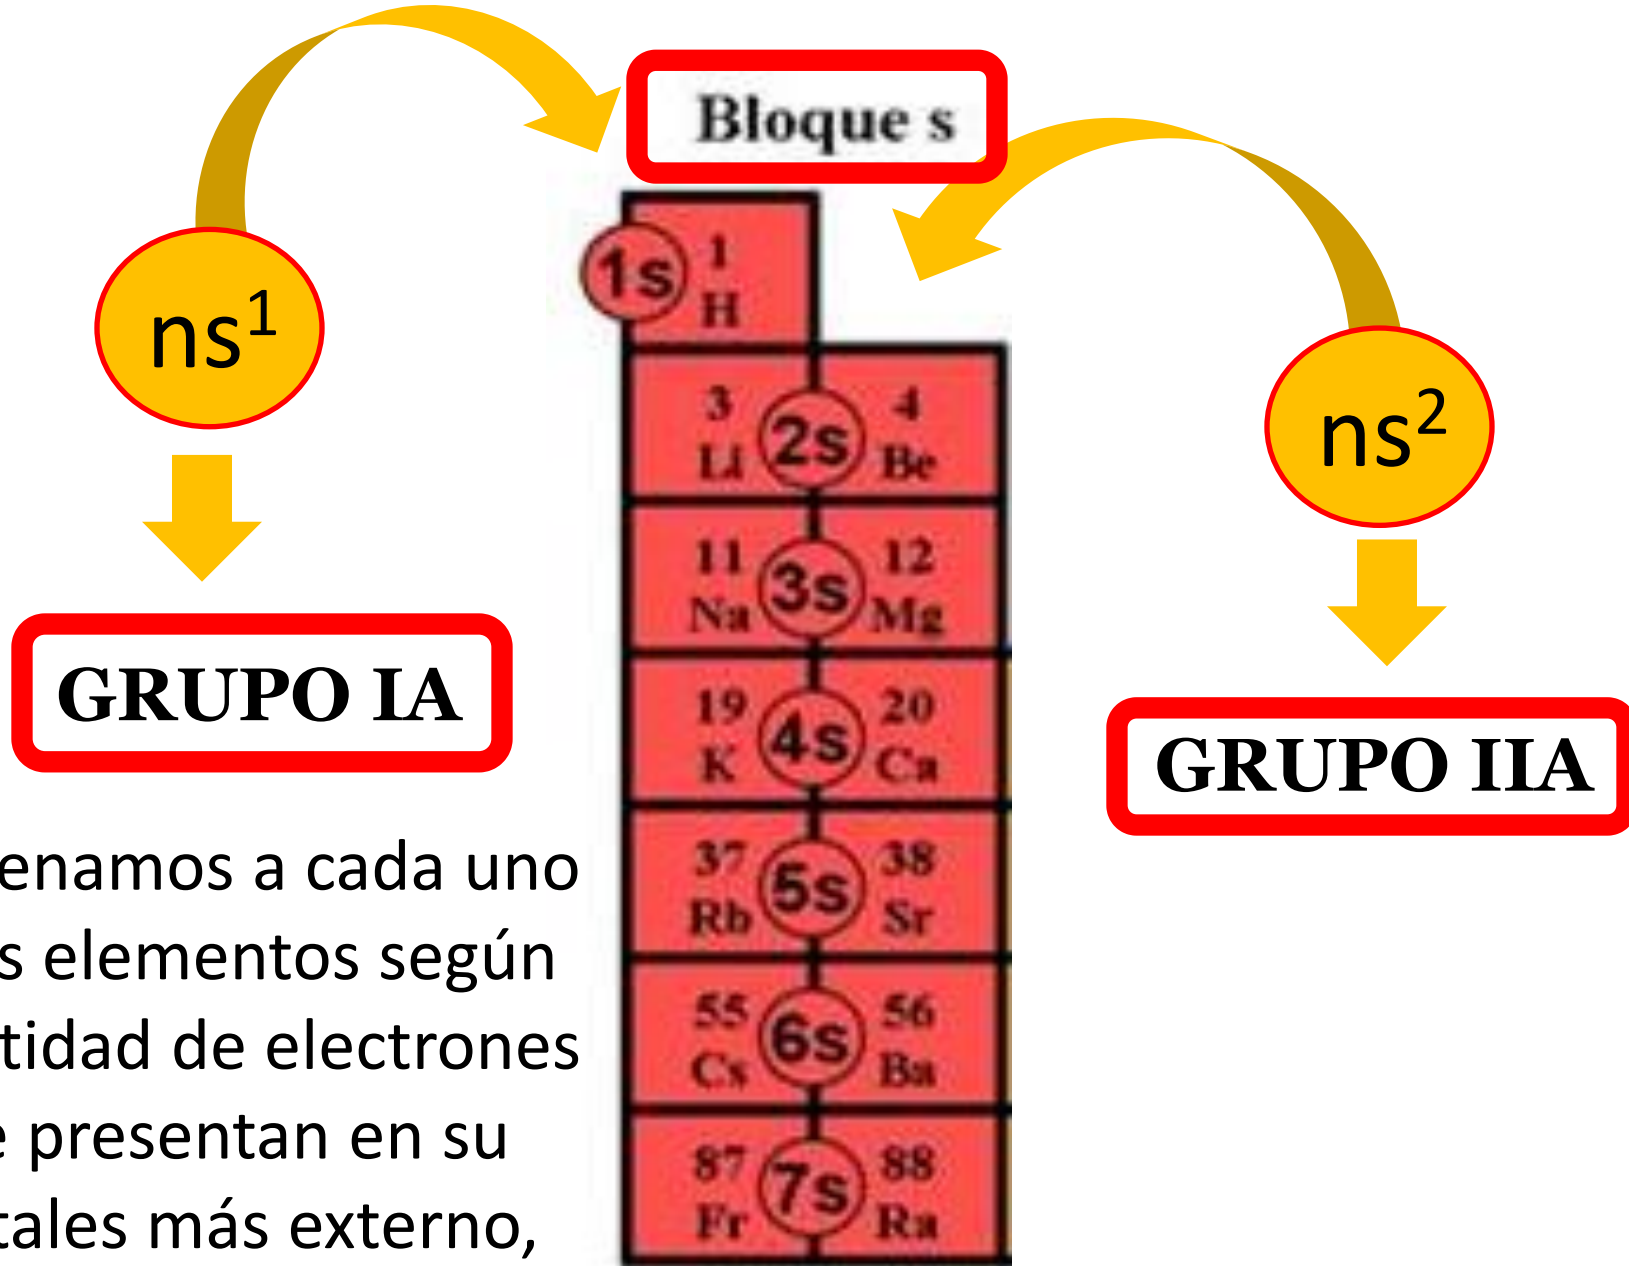 Bloque s
1s 1
H
ns¹
3 2s 4
Li Be
ns²
11 3s 12
Na Mg
GRUPO IA
19 4s 20
K Ca
GRUPO IIA
37 5s 38
Rb Sr
55 6s 56
Cs Ba
87 7s 88
Fr Ra
enamos a cada uno
s elementos según
tidad de electrones
e presentan en su
tales más externo,